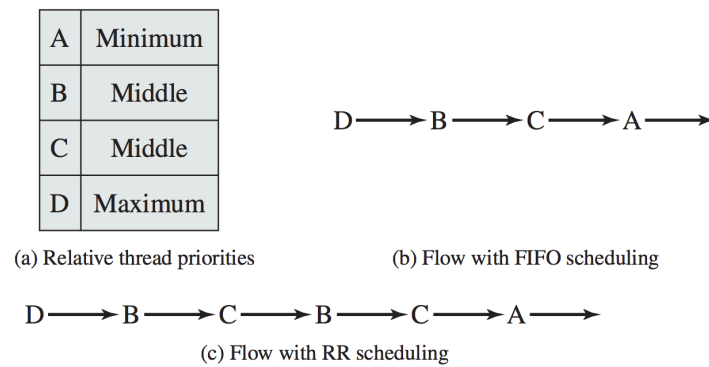 A Minimum
B Middle
C Middle
D Maximum
(a) Relative thread priorities
D B C A
(b) Flow with FIFO scheduling
D B C B C A
(c) Flow with RR scheduling